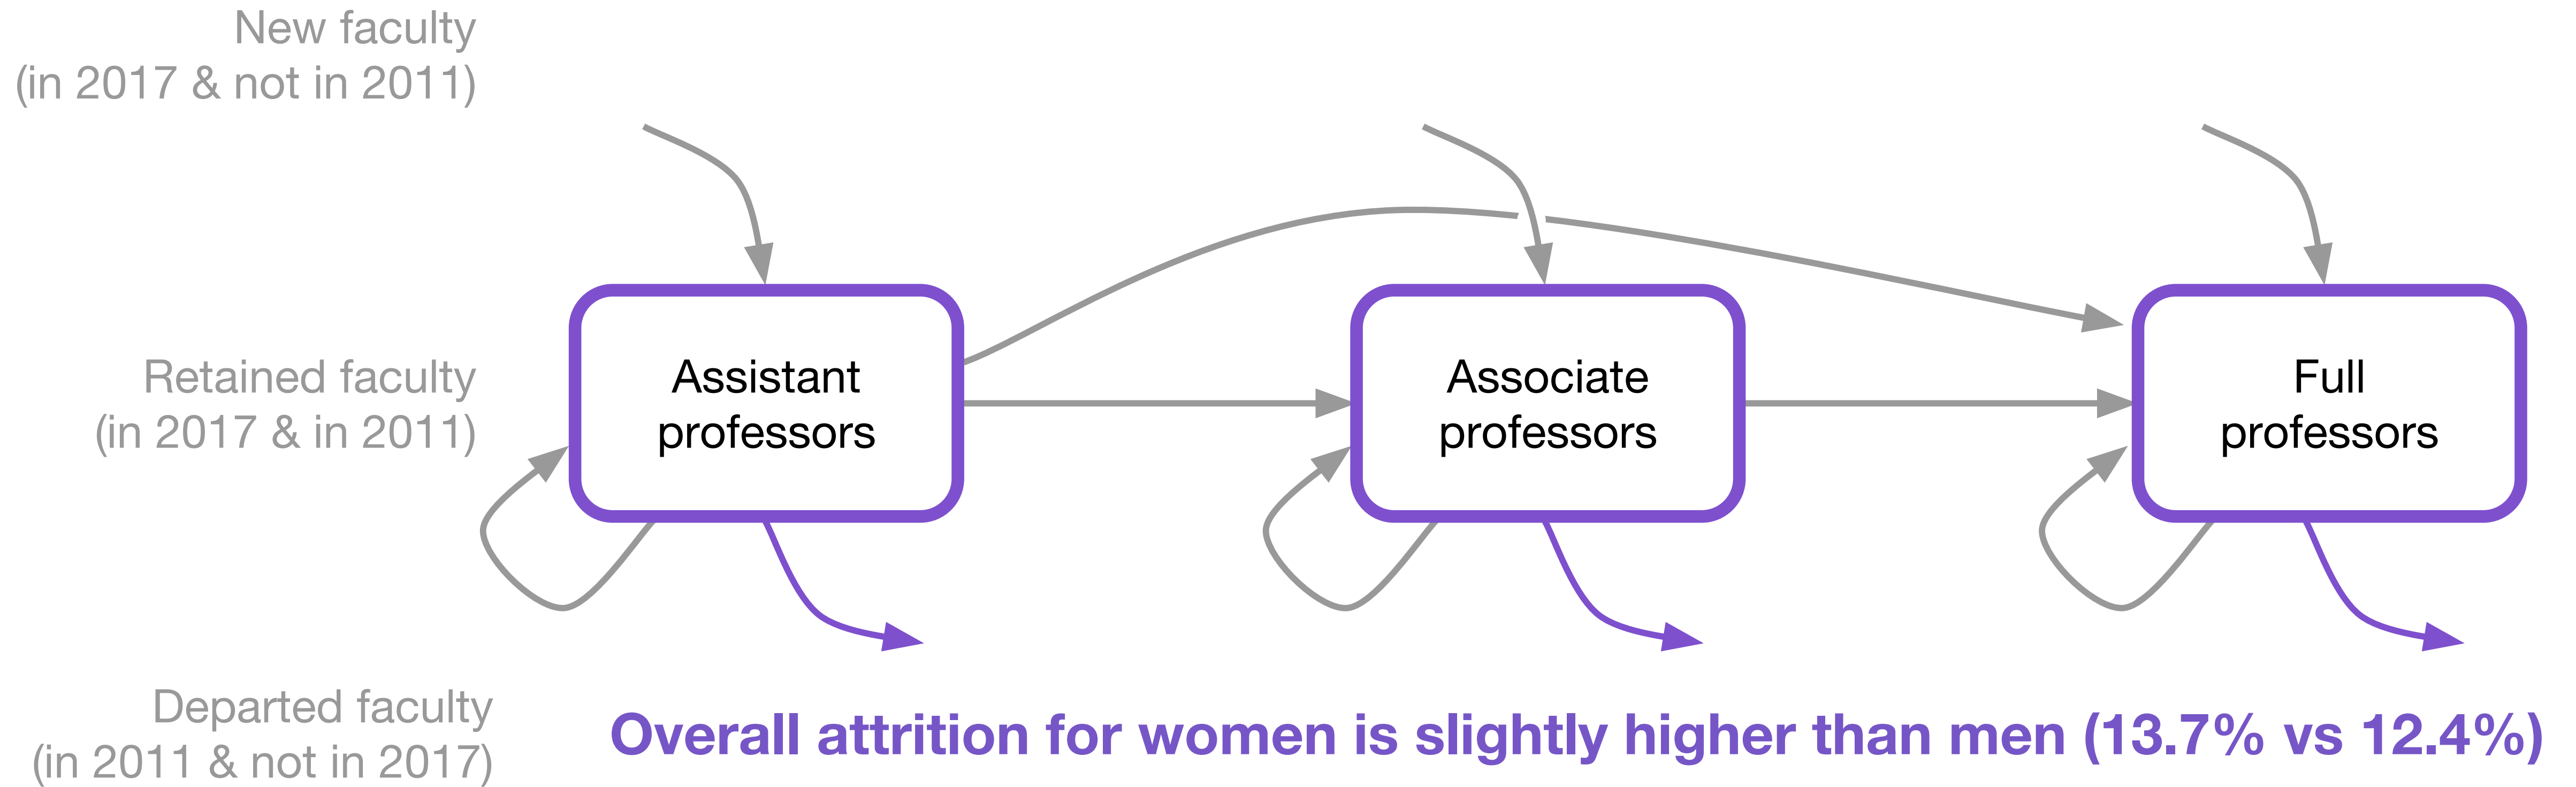 New faculty
(in 2017 & not in 2011)
Retained faculty
(in 2017 & in 2011)
Assistant
professors
Associate
professors
Full
professors
Departed faculty
(in 2011 & not in 2017)
Overall attrition for women is slightly higher than men (13.7% vs 12.4%)